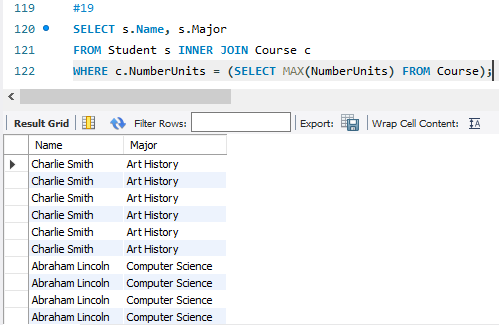 119 #19
120 SELECT s.Name, s.Major
121 FROM Student s INNER JOIN Course c
122 WHERE c.NumberUnits = (SELECT MAX(NumberUnits) FROM Course);
Result Grid Filter Rows: Export: Wrap Cell Content: IA
Name Major
Charlie Smith Art History
Charlie Smith Art History
Charlie Smith Art History
Charlie Smith Art History
Charlie Smith Art History
Charlie Smith Art History
Abraham Lincoln Computer Science
Abraham Lincoln Computer Science
Abraham Lincoln Computer Science
Abraham Lincoln Computer Science